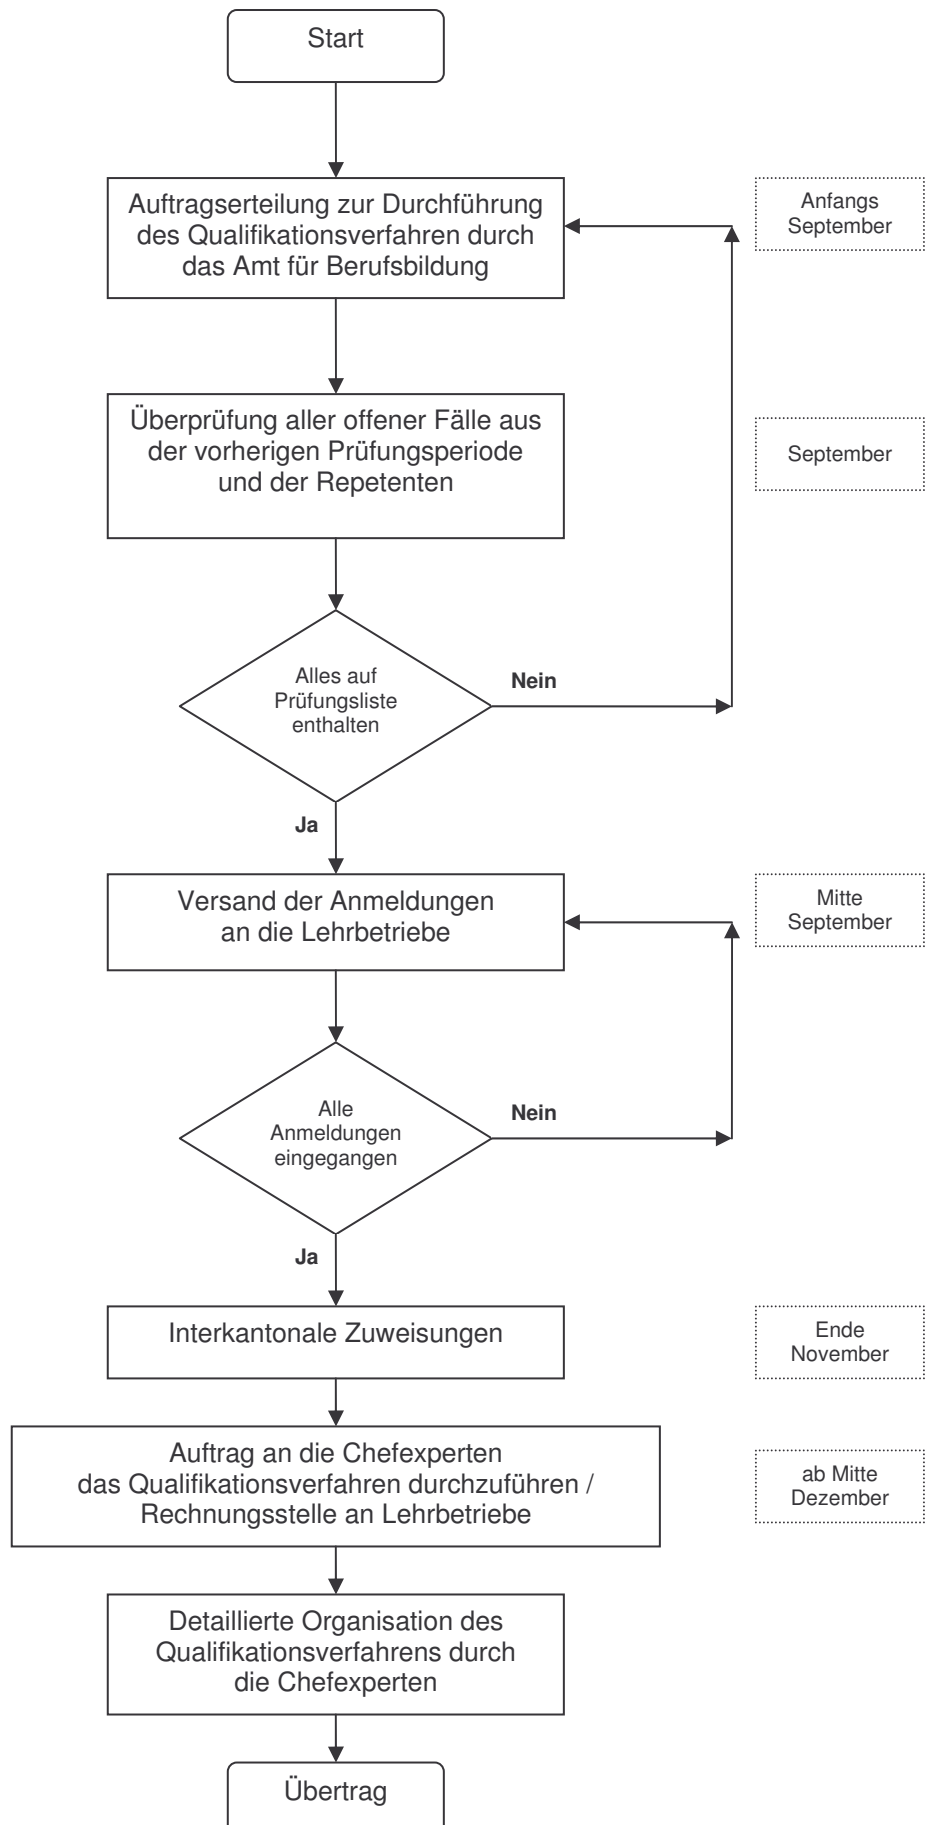 Start
Auftragserteilung zur Durchführung
des Qualifikationsverfahren durch
das Amt für Berufsbildung
Anfangs
September
Überprüfung aller offener Fälle aus
der vorherigen Prüfungsperiode
und der Repetenten
September
Alles auf
Prüfungsliste
enthalten
Nein
Ja
Versand der Anmeldungen
an die Lehrbetriebe
Mitte
September
Alle
Anmeldungen
eingegangen
Nein
Ja
Interkantonale Zuweisungen
Ende
November
Auftrag an die Chefexperten
das Qualifikationsverfahren durchzuführen /
Rechnungsstelle an Lehrbetriebe
ab Mitte
Dezember
Detaillierte Organisation des
Qualifikationsverfahrens durch
die Chefexperten
Übertrag